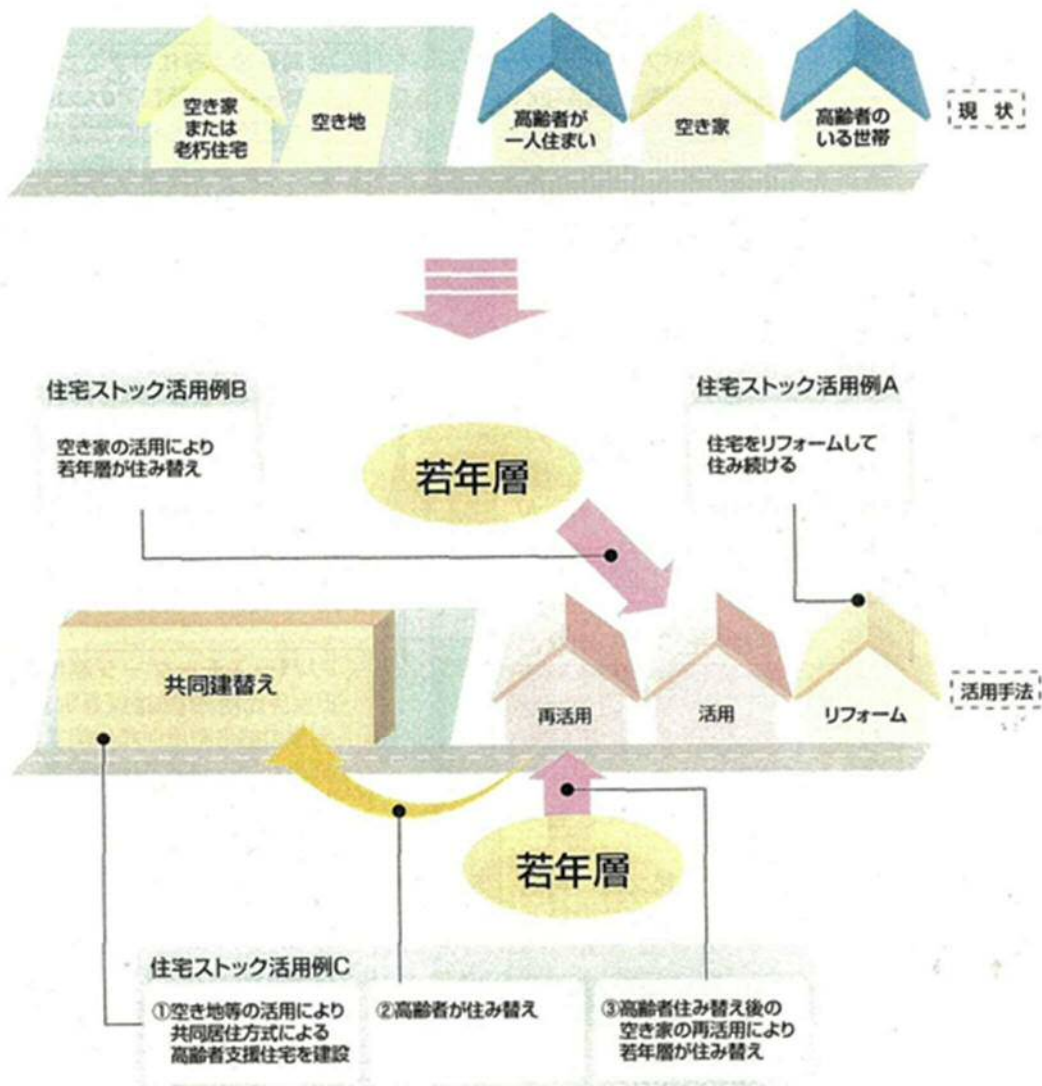 空き家
または
老朽住宅
空き地
高齢者が
一人住まい
空き家
高齢者の
いる世帯
現 状
住宅ストック活用例B
空き家の活用により
若年層が住み替え
若年層
住宅ストック活用例A
住宅をリフォームして
住み続ける
共同建替え
再活用
活用
リフォーム
活用手法
若年層
住宅ストック活用例C
①空き地等の活用により
共同居住方式による
高齢者支援住宅を建設
②高齢者が住み替え
③高齢者住み替え後の
空き家の再活用により
若年層が住み替え